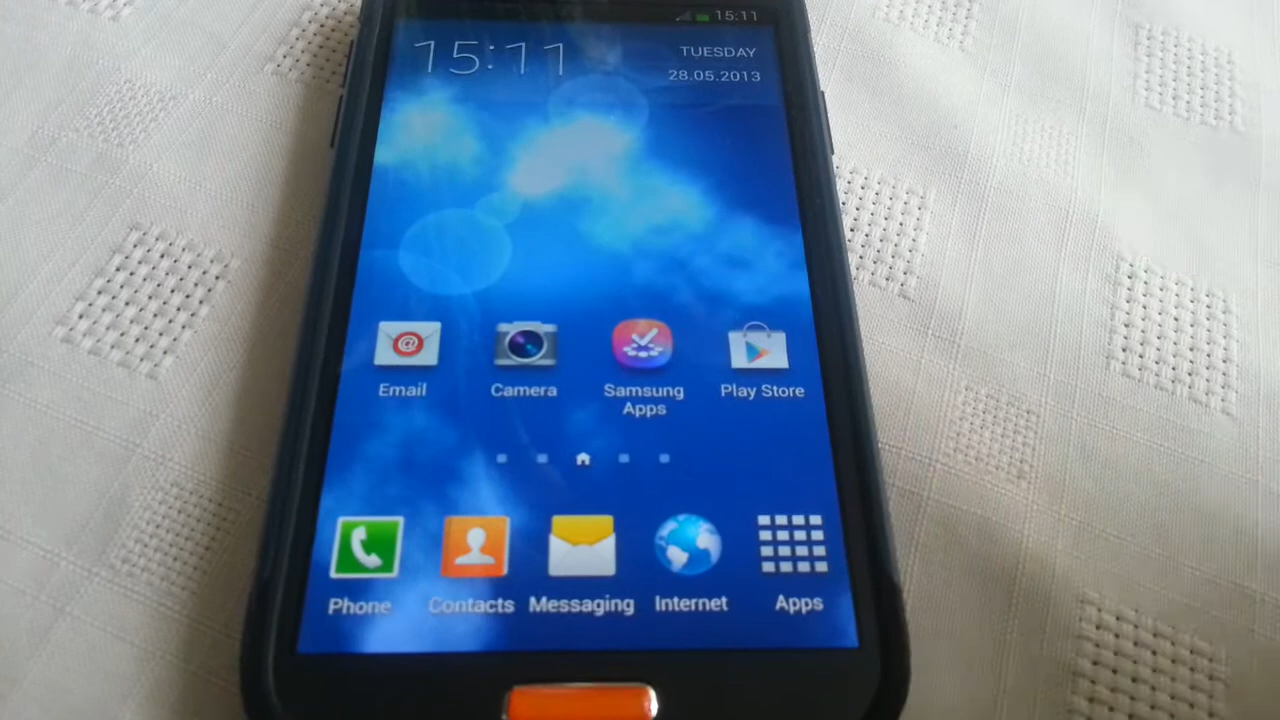 15:11
15:11
TUESDAY
28.05.2013
@
Email
Camera
Samsung
Apps
Play Store
Phone
Contacts
Messaging
Internet
Apps